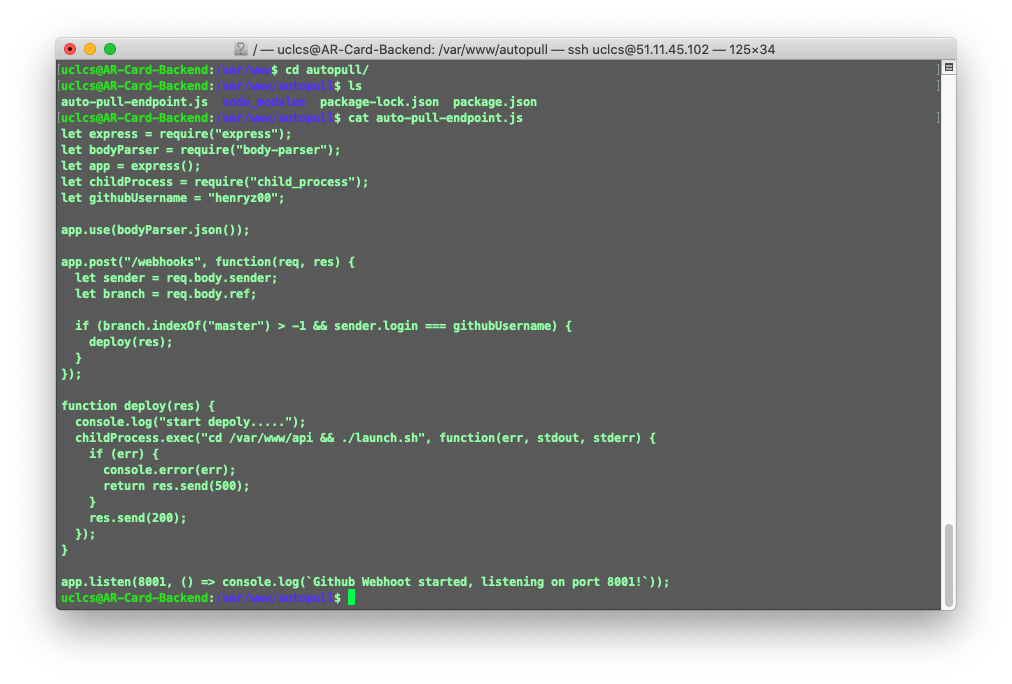 / — uclcs@AR-Card-Backend: /var/www/autopull — ssh uclcs@51.11.45.102 — 125×34
[uclcs@AR-Card-Backend:/var/www$ cd autopull/ ]
[uclcs@AR-Card-Backend:/var/www/autopull$ ls ]
auto-pull-endpoint.js  node_modules  package-lock.json  package.json
[uclcs@AR-Card-Backend:/var/www/autopull$ cat auto-pull-endpoint.js ]
let express = require("express");
let bodyParser = require("body-parser");
let app = express();
let childProcess = require("child_process");
let githubUsername = "henryz00";

app.use(bodyParser.json());

app.post("/webhooks", function(req, res) {
  let sender = req.body.sender;
  let branch = req.body.ref;

  if (branch.indexOf("master") > -1 && sender.login === githubUsername) {
    deploy(res);
  }
});

function deploy(res) {
  console.log("start depoly.....");
  childProcess.exec("cd /var/www/api && ./launch.sh", function(err, stdout, stderr) {
    if (err) {
      console.error(err);
      return res.send(500);
    }
    res.send(200);
  });
}

app.listen(8001, () => console.log(`Github Webhoot started, listening on port 8001!`));
uclcs@AR-Card-Backend:/var/www/autopull$